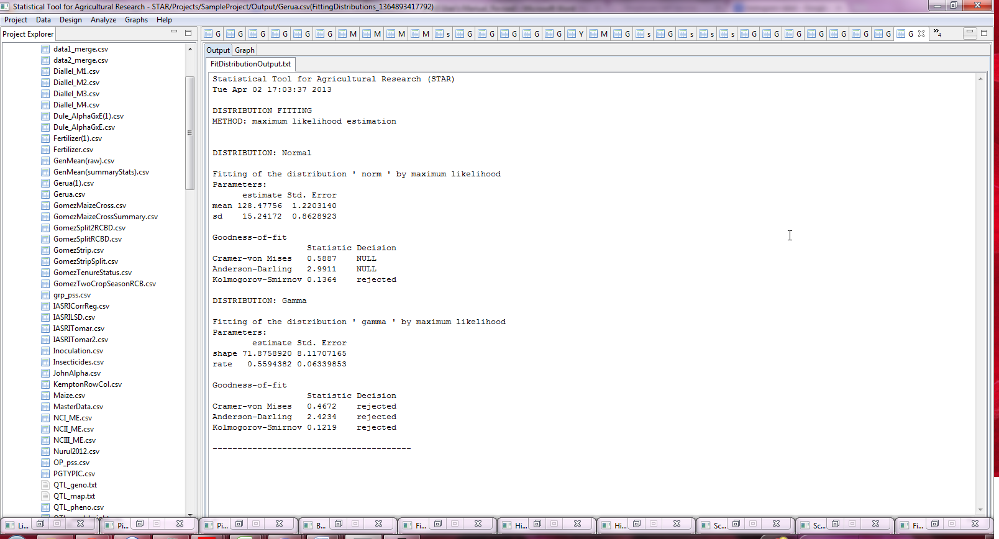 Statistical Tool for Agricultural Research - STAR/Projects/SampleProject/Output/Gerua.csv(FittingDistributions_1364893417792)
Project Data Design Analyze Graphs Help
Project Explorer
G G G G G G M M M M s G G G G G Y M G s G s s s G G G G G G G G 4
data1_merge.csv
data2_merge.csv
Diallel_M1.csv
Diallel_M2.csv
Diallel_M3.csv
Diallel_M4.csv
Dule_AlphaGxE(1).csv
Dule_AlphaGxE.csv
Fertilizer(1).csv
Fertilizer.csv
GenMean(raw).csv
GenMean(summaryStats).csv
Gerua(1).csv
Gerua.csv
GomezMaizeCross.csv
GomezMaizeCrossSummary.csv
GomezSplit2RCBD.csv
GomezSplitRCBD.csv
GomezStrip.csv
GomezStripSplit.csv
GomezTenureStatus.csv
GomezTwoCropSeasonRCB.csv
grp_pss.csv
IASRICorrReg.csv
IASRILSD.csv
IASRITomar.csv
IASRITomar2.csv
Inoculation.csv
Insecticides.csv
JohnAlpha.csv
KemptonRowCol.csv
Maize.csv
MasterData.csv
NCI_ME.csv
NCII_ME.csv
NCIII_ME.csv
Nurul2012.csv
OP_pss.csv
PGTYPIC.csv
QTL_geno.txt
QTL_map.txt
QTL_pheno.csv
Output Graph
FitDistributionOutput.txt
Statistical Tool for Agricultural Research (STAR)
Tue Apr 02 17:03:37 2013
DISTRIBUTION FITTING
METHOD: maximum likelihood estimation
DISTRIBUTION: Normal
Fitting of the distribution ' norm ' by maximum likelihood
Parameters:
estimate Std. Error
mean 128.47756 1.2203140
sd 15.24172 0.8628923
Goodness-of-fit
Statistic Decision
Cramer-von Mises 0.5887 NULL
Anderson-Darling 2.9911 NULL
Kolmogorov-Smirnov 0.1364 rejected
DISTRIBUTION: Gamma
Fitting of the distribution ' gamma ' by maximum likelihood
Parameters:
estimate Std. Error
shape 71.8758920 8.11707165
rate 0.5594382 0.06339853
Goodness-of-fit
Statistic Decision
Cramer-von Mises 0.4672 rejected
Anderson-Darling 2.4234 rejected
Kolmogorov-Smirnov 0.1219 rejected
----------------------------------------
Li... Pi... Pi... B... Fi... Hi... Hi... Sc... Sc... Fi...